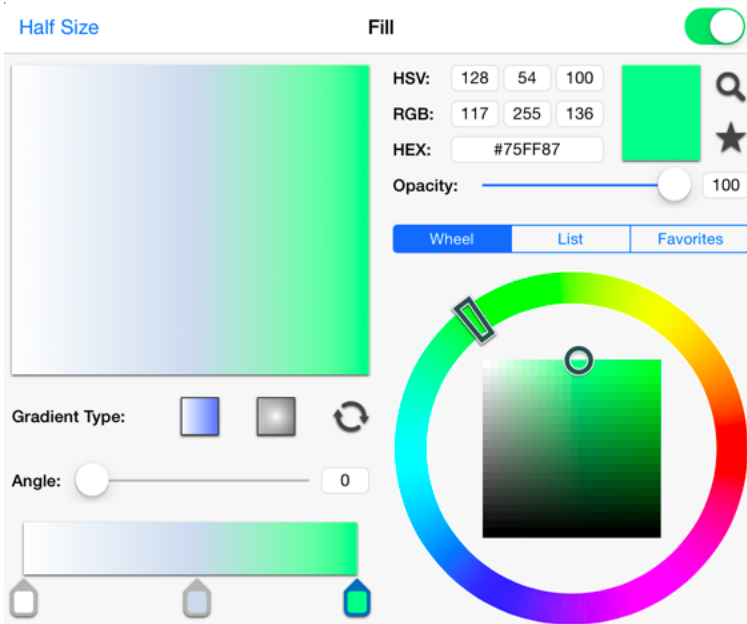 Half Size Fill
HSV: 128 54 100
RGB: 117 255 136
HEX: #75FF87
Opacity: 100
Wheel List Favorites
Gradient Type:
Angle: 0